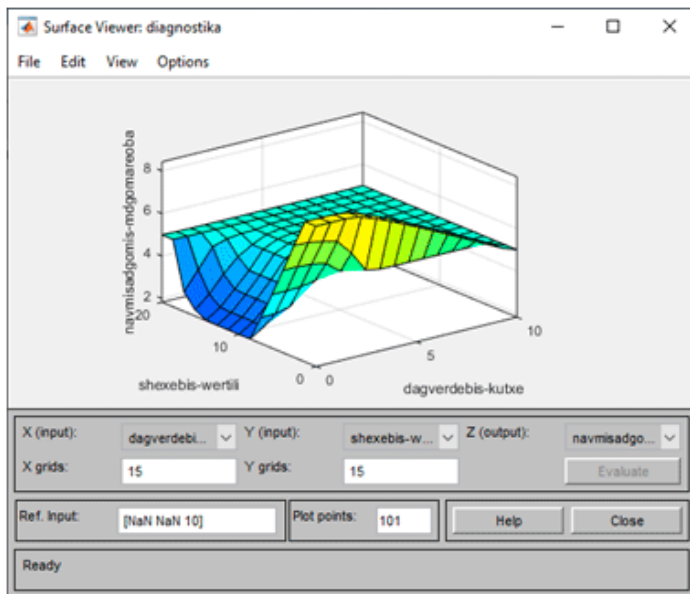 Surface Viewer: diagnostika
File Edit View Options
navmisadgomis-mdgomareoba
8
6
4
2
20
10
0
shexebis-wertili
0
5
10
dagverdebis-kutxe
X (input): dagverdebi... Y (input): shexebis-w... Z (output): navmisadgo...
X grids: 15 Y grids: 15 Evaluate
Ref. Input: [NaN NaN 10] Plot points: 101 Help Close
Ready